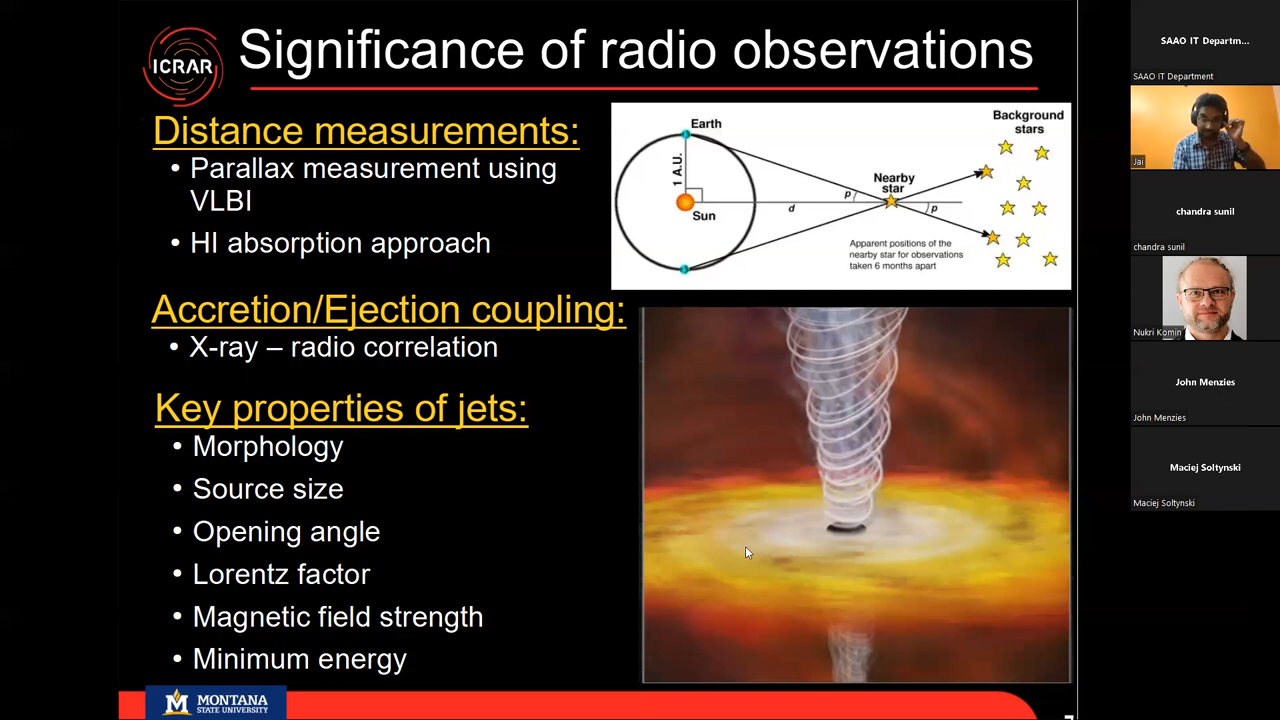 ICRAR
Significance of radio observations
Distance measurements:
• Parallax measurement using
VLBI
• HI absorption approach
Accretion/Ejection coupling:
• X-ray – radio correlation
Key properties of jets:
• Morphology
• Source size
• Opening angle
• Lorentz factor
• Magnetic field strength
• Minimum energy
Earth
1 A.U.
Sun
d
p
Nearby
star
p
Background
stars
Apparent positions of the
nearby star for observations
taken 6 months apart
M MONTANA
STATE UNIVERSITY
SAAO IT Departm...
SAAO IT Department
Jai
chandra sunil
chandra sunil
Nukri Komin
John Menzies
John Menzies
Maciej Soltynski
Maciej Soltynski